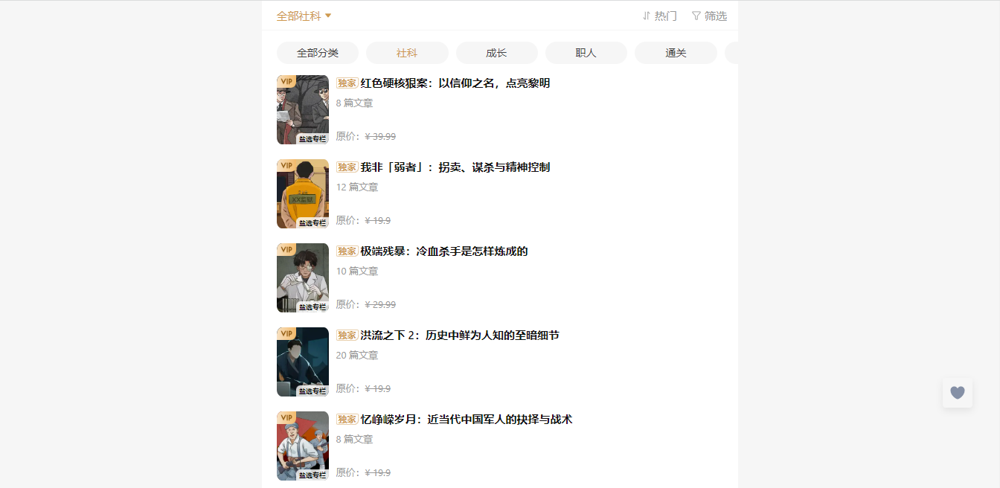 全部社科
热门
筛选
全部分类
社科
成长
职人
通关
VIP
盐选专栏
独家 红色硬核狠案：以信仰之名，点亮黎明
8 篇文章
原价：¥ 39.99
VIP
XX监狱
盐选专栏
独家 我非「弱者」：拐卖、谋杀与精神控制
12 篇文章
原价：¥ 19.9
VIP
盐选专栏
独家 极端残暴：冷血杀手是怎样炼成的
10 篇文章
原价：¥ 29.99
VIP
盐选专栏
独家 洪流之下 2：历史中鲜为人知的至暗细节
20 篇文章
原价：¥ 19.9
VIP
盐选专栏
独家 忆峥嵘岁月：近当代中国军人的抉择与战术
8 篇文章
原价：¥ 19.9